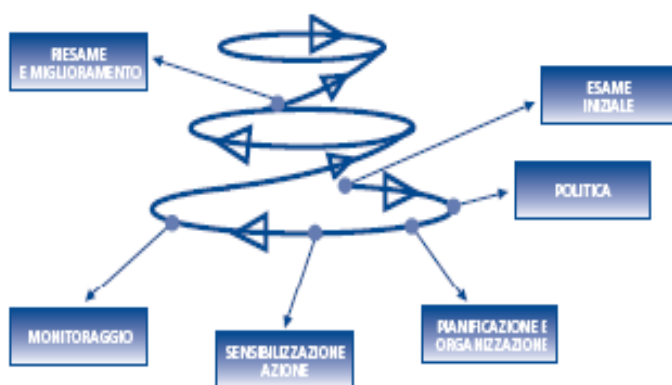 RIESAME
E MIGLIORAMENTO
ESAME
INIZIALE
POLITICA
MONITORAGGIO
SENSIBILIZZAZIONE
AZIONE
PIANIFICAZIONE E
ORGANIZZAZIONE